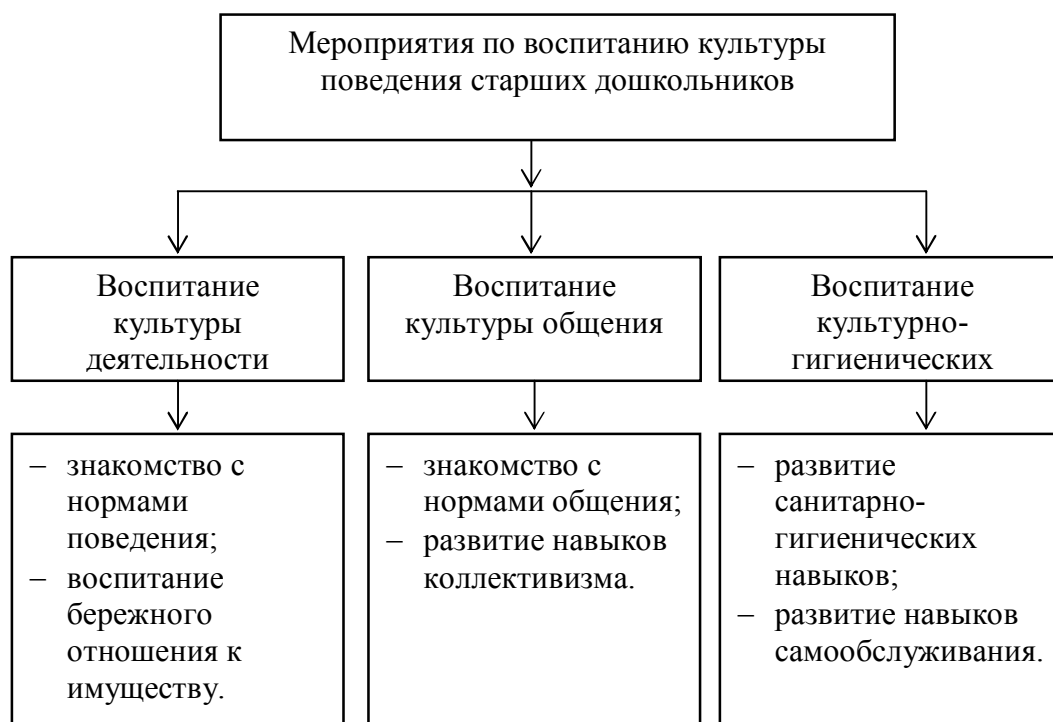 Мероприятия по воспитанию культуры
поведения старших дошкольников
Воспитание
культуры
деятельности
Воспитание
культуры общения
Воспитание
культурно-
гигиенических
– знакомство с
нормами
поведения;
– воспитание
бережного
отношения к
имуществу.
– знакомство с
нормами общения;
– развитие навыков
коллективизма.
– развитие
санитарно-
гигиенических
навыков;
– развитие навыков
самообслуживания.